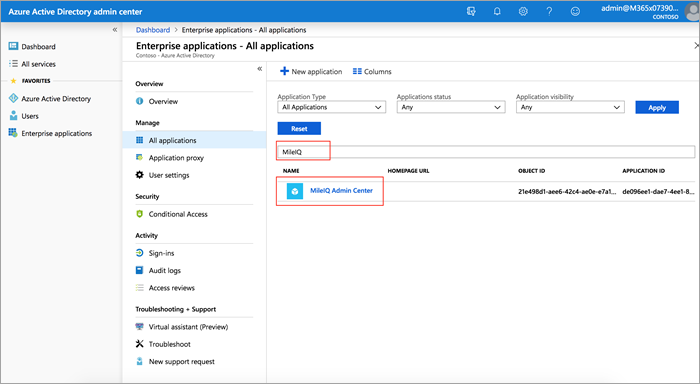 Azure Active Directory admin center
admin@M365x07390...
CONTOSO
Dashboard
All services
FAVORITES
Azure Active Directory
Users
Enterprise applications
Dashboard > Enterprise applications - All applications
Enterprise applications - All applications
Contoso - Azure Active Directory
Overview
Overview
Manage
All applications
Application proxy
User settings
Security
Conditional Access
Activity
Sign-ins
Audit logs
Access reviews
Troubleshooting + Support
Virtual assistant (Preview)
Troubleshoot
New support request
New application
Columns
Application Type
Applications status
Application visibility
All Applications
Any
Any
Apply
Reset
MileIQ
NAME
HOMEPAGE URL
OBJECT ID
APPLICATION ID
MileIQ Admin Center
21e498d1-aee6-42c4-ae0e-e7a1...
de096ee1-dae7-4ee1-8...